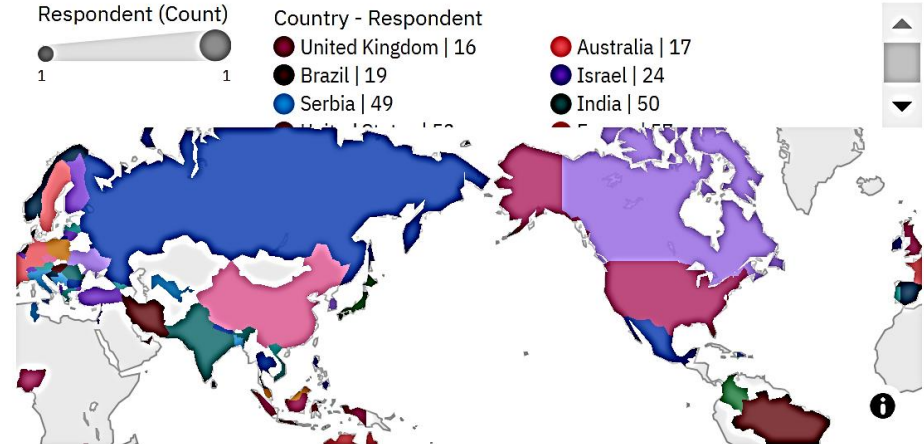 Respondent (Count)
1 1
Country - Respondent
United Kingdom | 16
Brazil | 19
Serbia | 49
Australia | 17
Israel | 24
India | 50